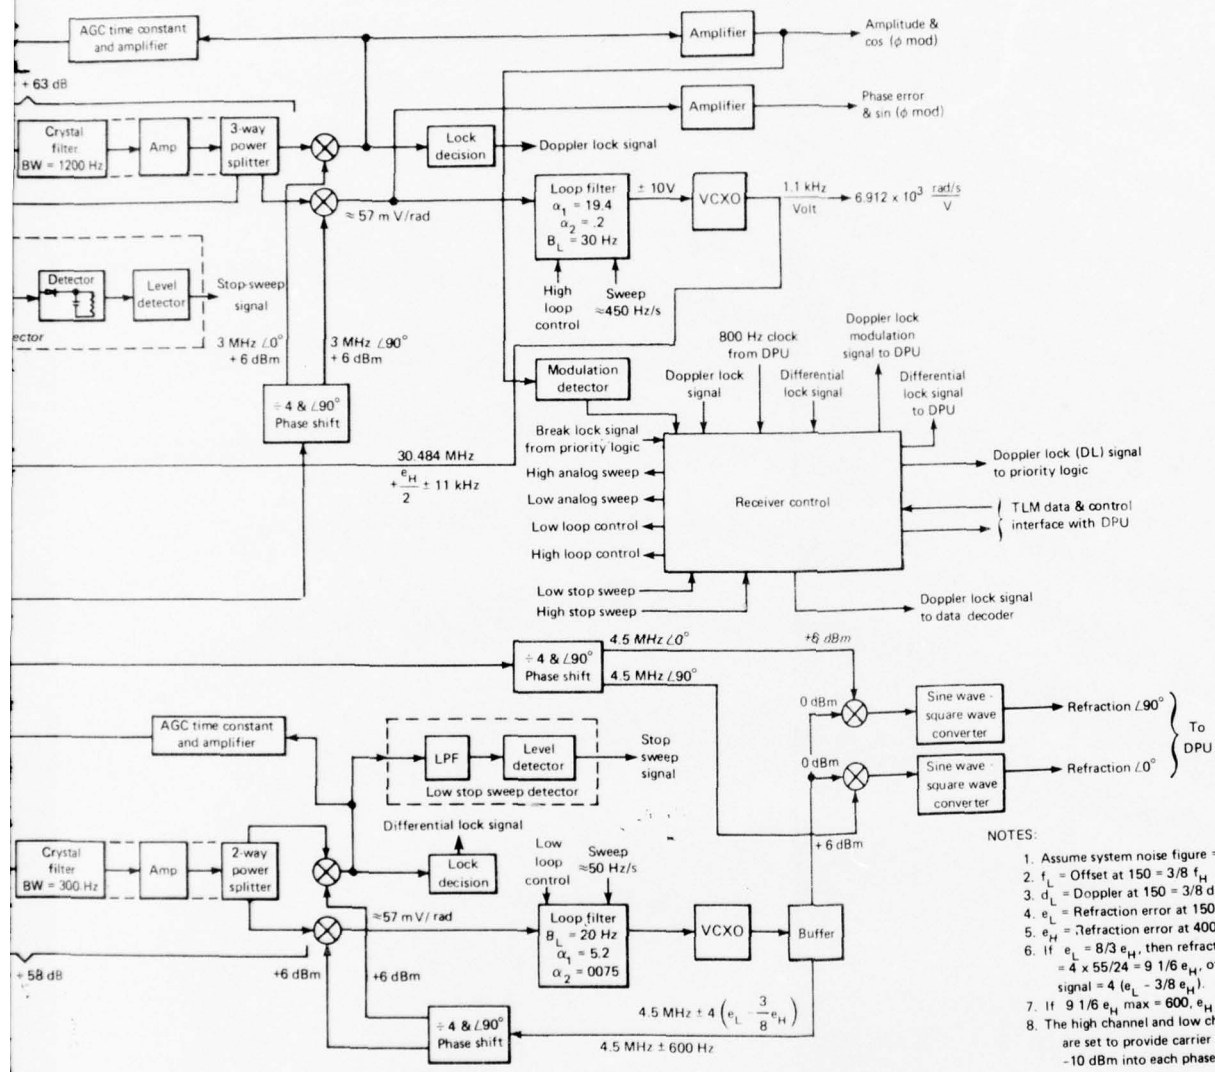 AGC time constant
and amplifier
Amplifier
Amplitude &
cos (ϕ mod)
+ 63 dB
Amplifier
Phase error
& sin (ϕ mod)
Crystal
filter
BW = 1200 Hz
Amp
3-way
power
splitter
Lock
decision
Doppler lock signal
≈ 57 m V/rad
Loop filter
α1 = 19.4
α2 = .2
BL = 30 Hz
± 10V
VCXO
1.1 kHz
Volt
6.912 x 10³ rad/s
V
Detector
Level
detector
Stop-sweep
signal
ector
High
loop
control
Sweep
≈450 Hz/s
3 MHz ∠0°
+ 6 dBm
3 MHz ∠90°
+ 6 dBm
÷ 4 & ∠90°
Phase shift
Modulation
detector
Doppler lock
signal
800 Hz clock
from DPU
Differential
lock signal
Doppler lock
modulation
signal to DPU
Differential
lock signal
to DPU
Break lock signal
from priority logic
High analog sweep
Low analog sweep
Low loop control
High loop control
Low stop sweep
High stop sweep
Receiver control
Doppler lock (DL) signal
to priority logic
TLM data & control
interface with DPU
Doppler lock signal
to data decoder
30.484 MHz
+ eH
2 ± 11 kHz
÷ 4 & ∠90°
Phase shift
4.5 MHz ∠0°
4.5 MHz ∠90°
+6 dBm
0 dBm
Sine wave -
square wave
converter
Refraction ∠90°
0 dBm
Sine wave -
square wave
converter
Refraction ∠0°
To
DPU
+ 6 dBm
AGC time constant
and amplifier
LPF
Level
detector
Low stop sweep detector
Stop
sweep
signal
Differential lock signal
Crystal
filter
BW = 300 Hz
Amp
2-way
power
splitter
Lock
decision
Low
loop
control
Sweep
≈50 Hz/s
≈57 mV/ rad
Loop filter
BL = 20 Hz
α1 = 5.2
α2 = 0075
VCXO
Buffer
+ 58 dB
+6 dBm
+6 dBm
÷ 4 & ∠90°
Phase shift
4.5 MHz ± 4 (eL - 3/8 eH)
4.5 MHz ± 600 Hz
NOTES:
1. Assume system noise figure =
2. fL = Offset at 150 = 3/8 fH
3. dL = Doppler at 150 = 3/8 d
4. eL = Refraction error at 150
5. eH = Refraction error at 400
6. If eL = 8/3 eH, then refract
= 4 x 55/24 = 9 1/6 eH, o
signal = 4 (eL - 3/8 eH).
7. If 9 1/6 eH max = 600, eH
8. The high channel and low ch
are set to provide carrier
-10 dBm into each phase